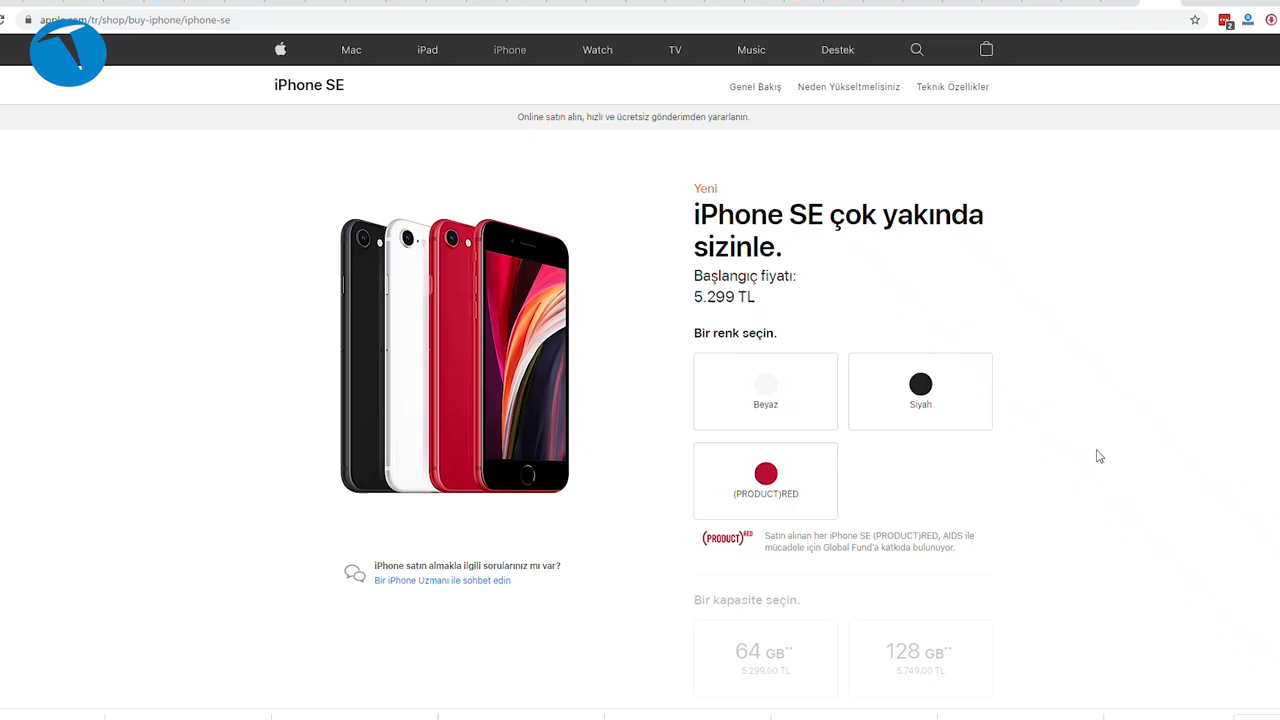 apple.com/tr/shop/buy-iphone/iphone-se
2
Mac iPad iPhone Watch TV Music Destek
iPhone SE
Genel Bakış Neden Yükseltmelisiniz Teknik Özellikler
Online satın alın, hızlı ve ücretsiz gönderimden yararlanın.
Yeni
iPhone SE çok yakında
sizinle.
Başlangıç fiyatı:
5.299 TL
Bir renk seçin.
Beyaz
Siyah
(PRODUCT)RED
(PRODUCT)RED
Satın alınan her iPhone SE (PRODUCT)RED, AIDS ile
mücadele için Global Fund'a katkıda bulunuyor.
iPhone satın almakla ilgili sorularınız mı var?
Bir iPhone Uzmanı ile sohbet edin
Bir kapasite seçin.
64 GB**
5.299,00 TL
128 GB**
5.749,00 TL